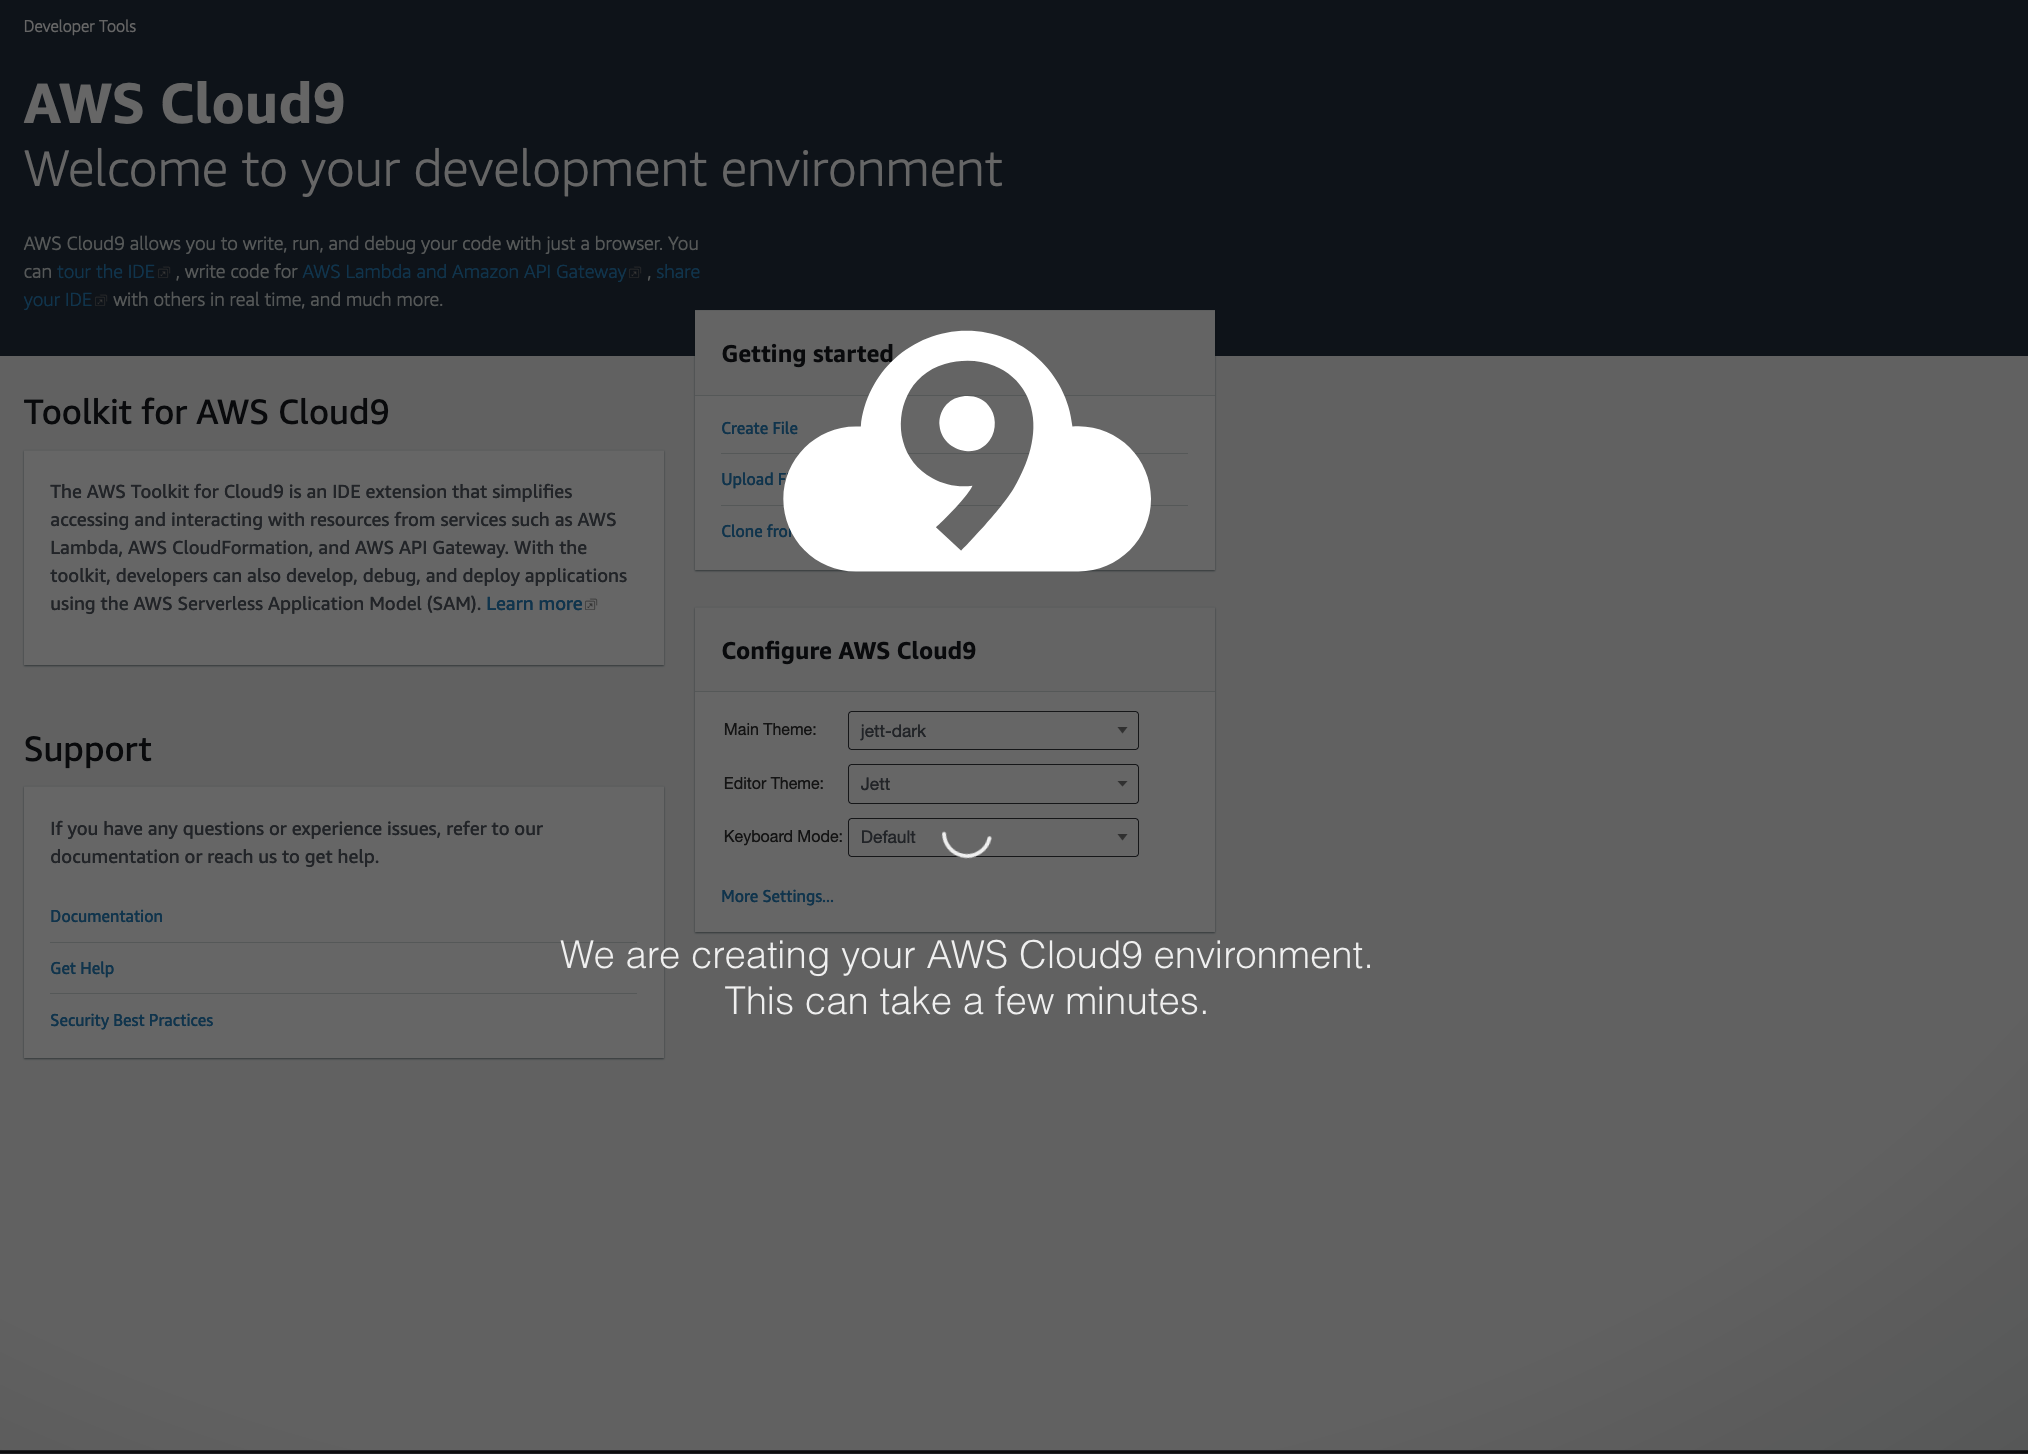 Developer Tools
AWS Cloud9
Welcome to your development environment
AWS Cloud9 allows you to write, run, and debug your code with just a browser. You
can tour the IDE , write code for AWS Lambda and Amazon API Gateway , share
your IDE with others in real time, and much more.
Toolkit for AWS Cloud9
The AWS Toolkit for Cloud9 is an IDE extension that simplifies
accessing and interacting with resources from services such as AWS
Lambda, AWS CloudFormation, and AWS API Gateway. With the
toolkit, developers can also develop, debug, and deploy applications
using the AWS Serverless Application Model (SAM). Learn more
Support
If you have any questions or experience issues, refer to our
documentation or reach us to get help.
Documentation
Get Help
Security Best Practices
Getting started
9
Create File
Upload
Clone
Configure AWS Cloud9
Main Theme: jett-dark
Editor Theme: Jett
Keyboard Mode: Default
More Settings...
We are creating your AWS Cloud9 environment.
This can take a few minutes.